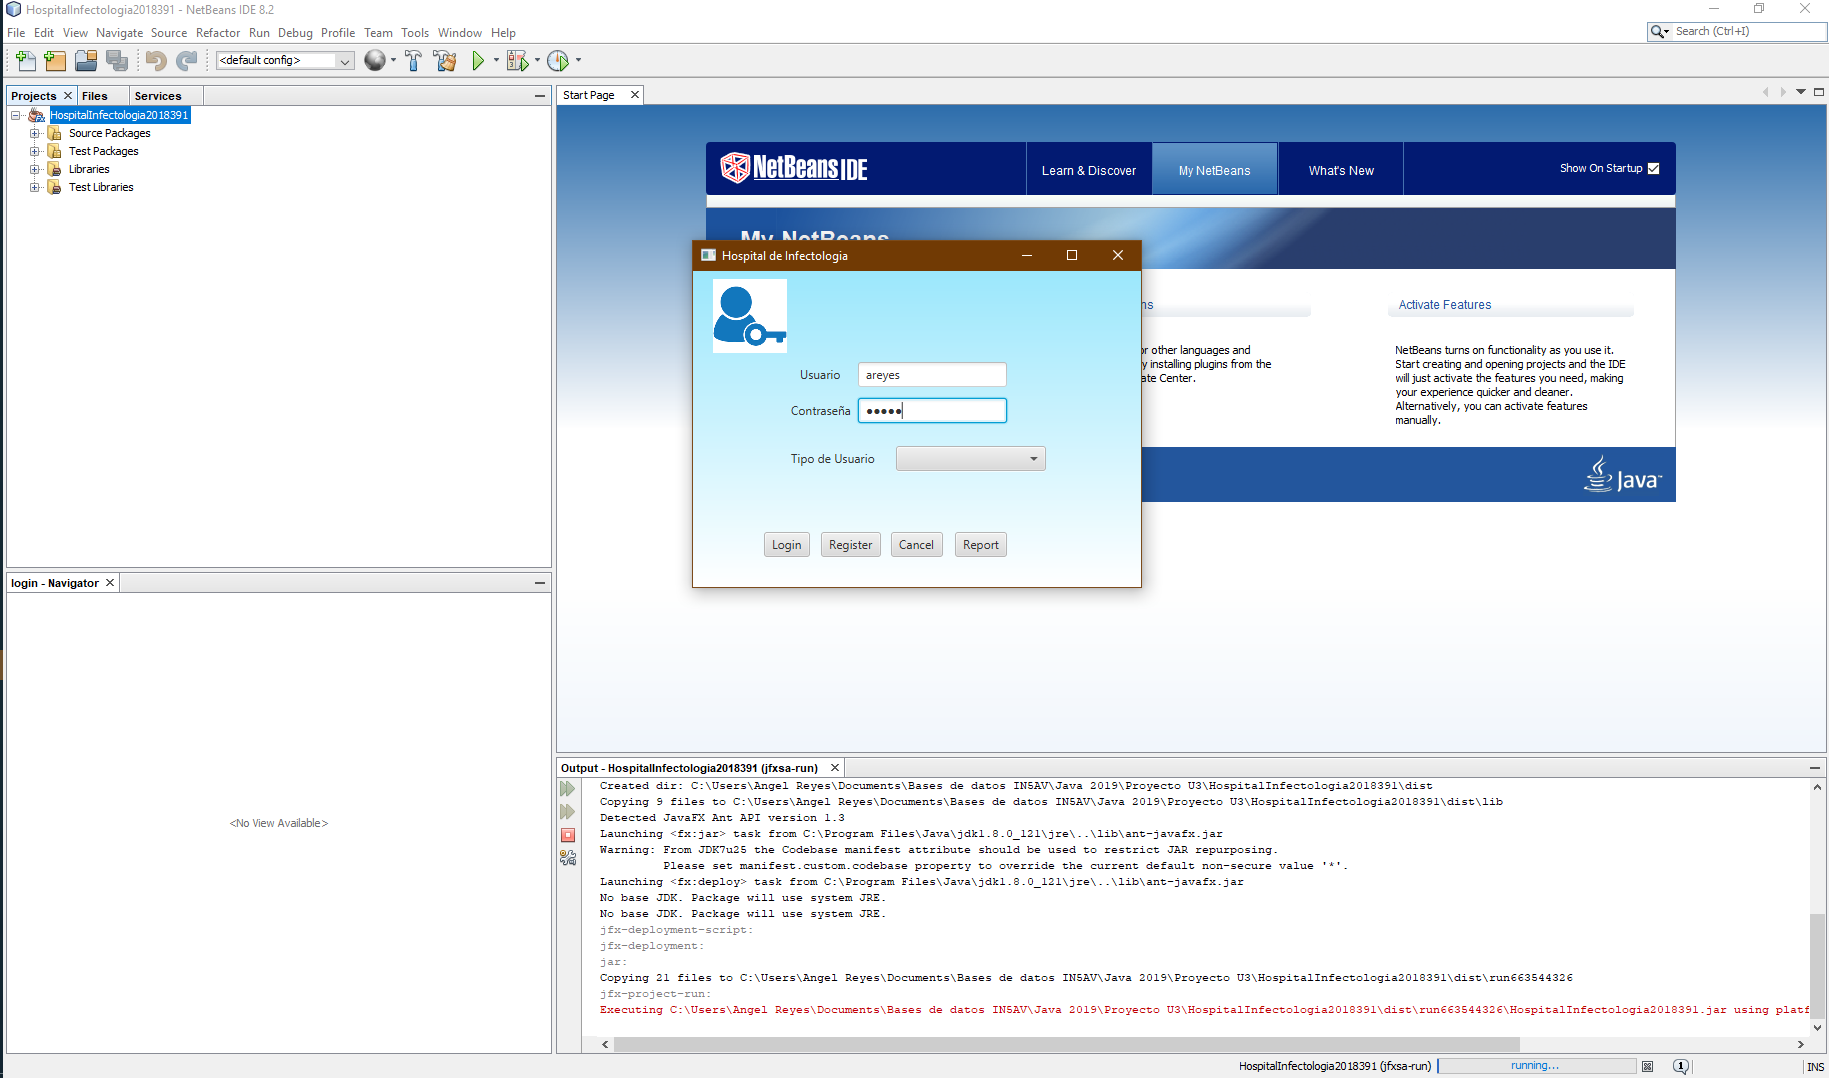 HospitalInfectologia2018391 - NetBeans IDE 8.2
File Edit View Navigate Source Refactor Run Debug Profile Team Tools Window Help
Search (Ctrl+I)
<default config>
Projects Files Services
HospitalInfectologia2018391
Source Packages
Test Packages
Libraries
Test Libraries
login - Navigator
<No View Available>
Start Page
NetBeans IDE
Learn & Discover
My NetBeans
What's New
Show On Startup
My NetBeans
Hospital de Infectologia
Usuario areyes
Contraseña •••••
Tipo de Usuario
Login Register Cancel Report
ns
or other languages and
y installing plugins from the
ate Center.
Activate Features
NetBeans turns on functionality as you use it.
Start creating and opening projects and the IDE
will just activate the features you need, making
your experience quicker and cleaner.
Alternatively, you can activate features
manually.
Java
Output - HospitalInfectologia2018391 (jfxsa-run)
Created dir: C:\Users\Angel Reyes\Documents\Bases de datos IN5AV\Java 2019\Proyecto U3\HospitalInfectologia2018391\dist
Copying 9 files to C:\Users\Angel Reyes\Documents\Bases de datos IN5AV\Java 2019\Proyecto U3\HospitalInfectologia2018391\dist\lib
Detected JavaFX Ant API version 1.3
Launching <fx:jar> task from C:\Program Files\Java\jdk1.8.0_121\jre\..\lib\ant-javafx.jar
Warning: From JDK7u25 the Codebase manifest attribute should be used to restrict JAR repurposing.
Please set manifest.custom.codebase property to override the current default non-secure value '*'.
Launching <fx:deploy> task from C:\Program Files\Java\jdk1.8.0_121\jre\..\lib\ant-javafx.jar
No base JDK. Package will use system JRE.
No base JDK. Package will use system JRE.
jfx-deployment-script:
jfx-deployment:
jar:
Copying 21 files to C:\Users\Angel Reyes\Documents\Bases de datos IN5AV\Java 2019\Proyecto U3\HospitalInfectologia2018391\dist\run663544326
jfx-project-run:
Executing C:\Users\Angel Reyes\Documents\Bases de datos IN5AV\Java 2019\Proyecto U3\HospitalInfectologia2018391\dist\run663544326\HospitalInfectologia2018391.jar using platf
HospitalInfectologia2018391 (jfxsa-run) running... 1 INS